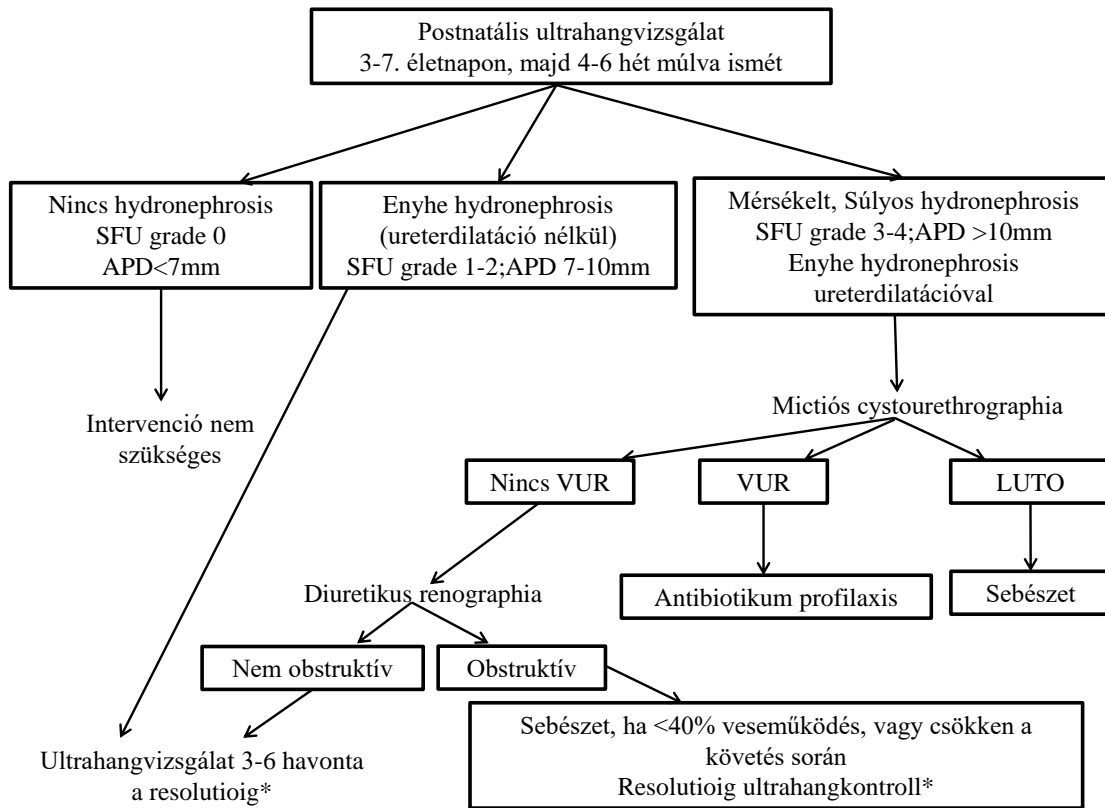 Postnatális ultrahangvizsgálat
3-7. életnapon, majd 4-6 hét múlva ismét
Nincs hydronephrosis
SFU grade 0
APD<7mm
Enyhe hydronephrosis
(ureterdilatáció nélkül)
SFU grade 1-2;APD 7-10mm
Mérsékelt, Súlyos hydronephrosis
SFU grade 3-4;APD >10mm
Enyhe hydronephrosis
ureterdilatációval
Intervenció nem
szükséges
Mictiós cystourethrographia
Nincs VUR
VUR
LUTO
Diuretikus renographia
Antibiotikum profilaxis
Sebészet
Nem obstruktív
Obstruktív
Ultrahangvizsgálat 3-6 havonta
a resolutioig*
Sebészet, ha <40% veseműködés, vagy csökken a
követés során
Resolutioig ultrahangkontroll*